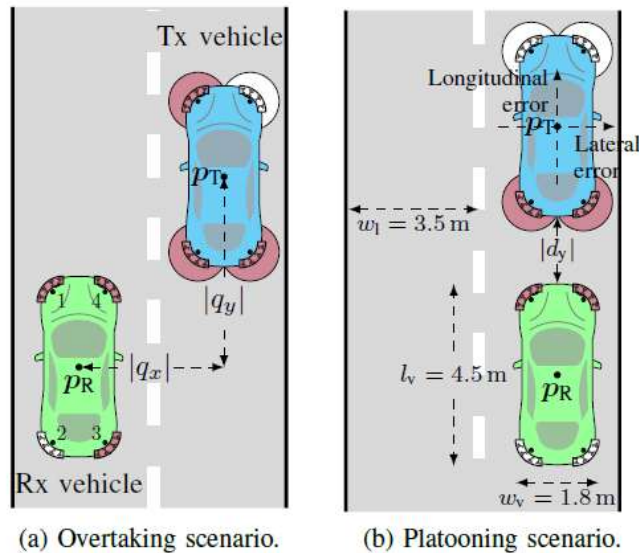 Tx vehicle
p_T
|q_y|
1 4
|q_x|
p_R
2 3
Rx vehicle
(a) Overtaking scenario.
Longitudinal
error
p_T
Lateral
error
w_l = 3.5 m
|d_y|
l_v = 4.5 m
p_R
w_v = 1.8 m
(b) Platooning scenario.